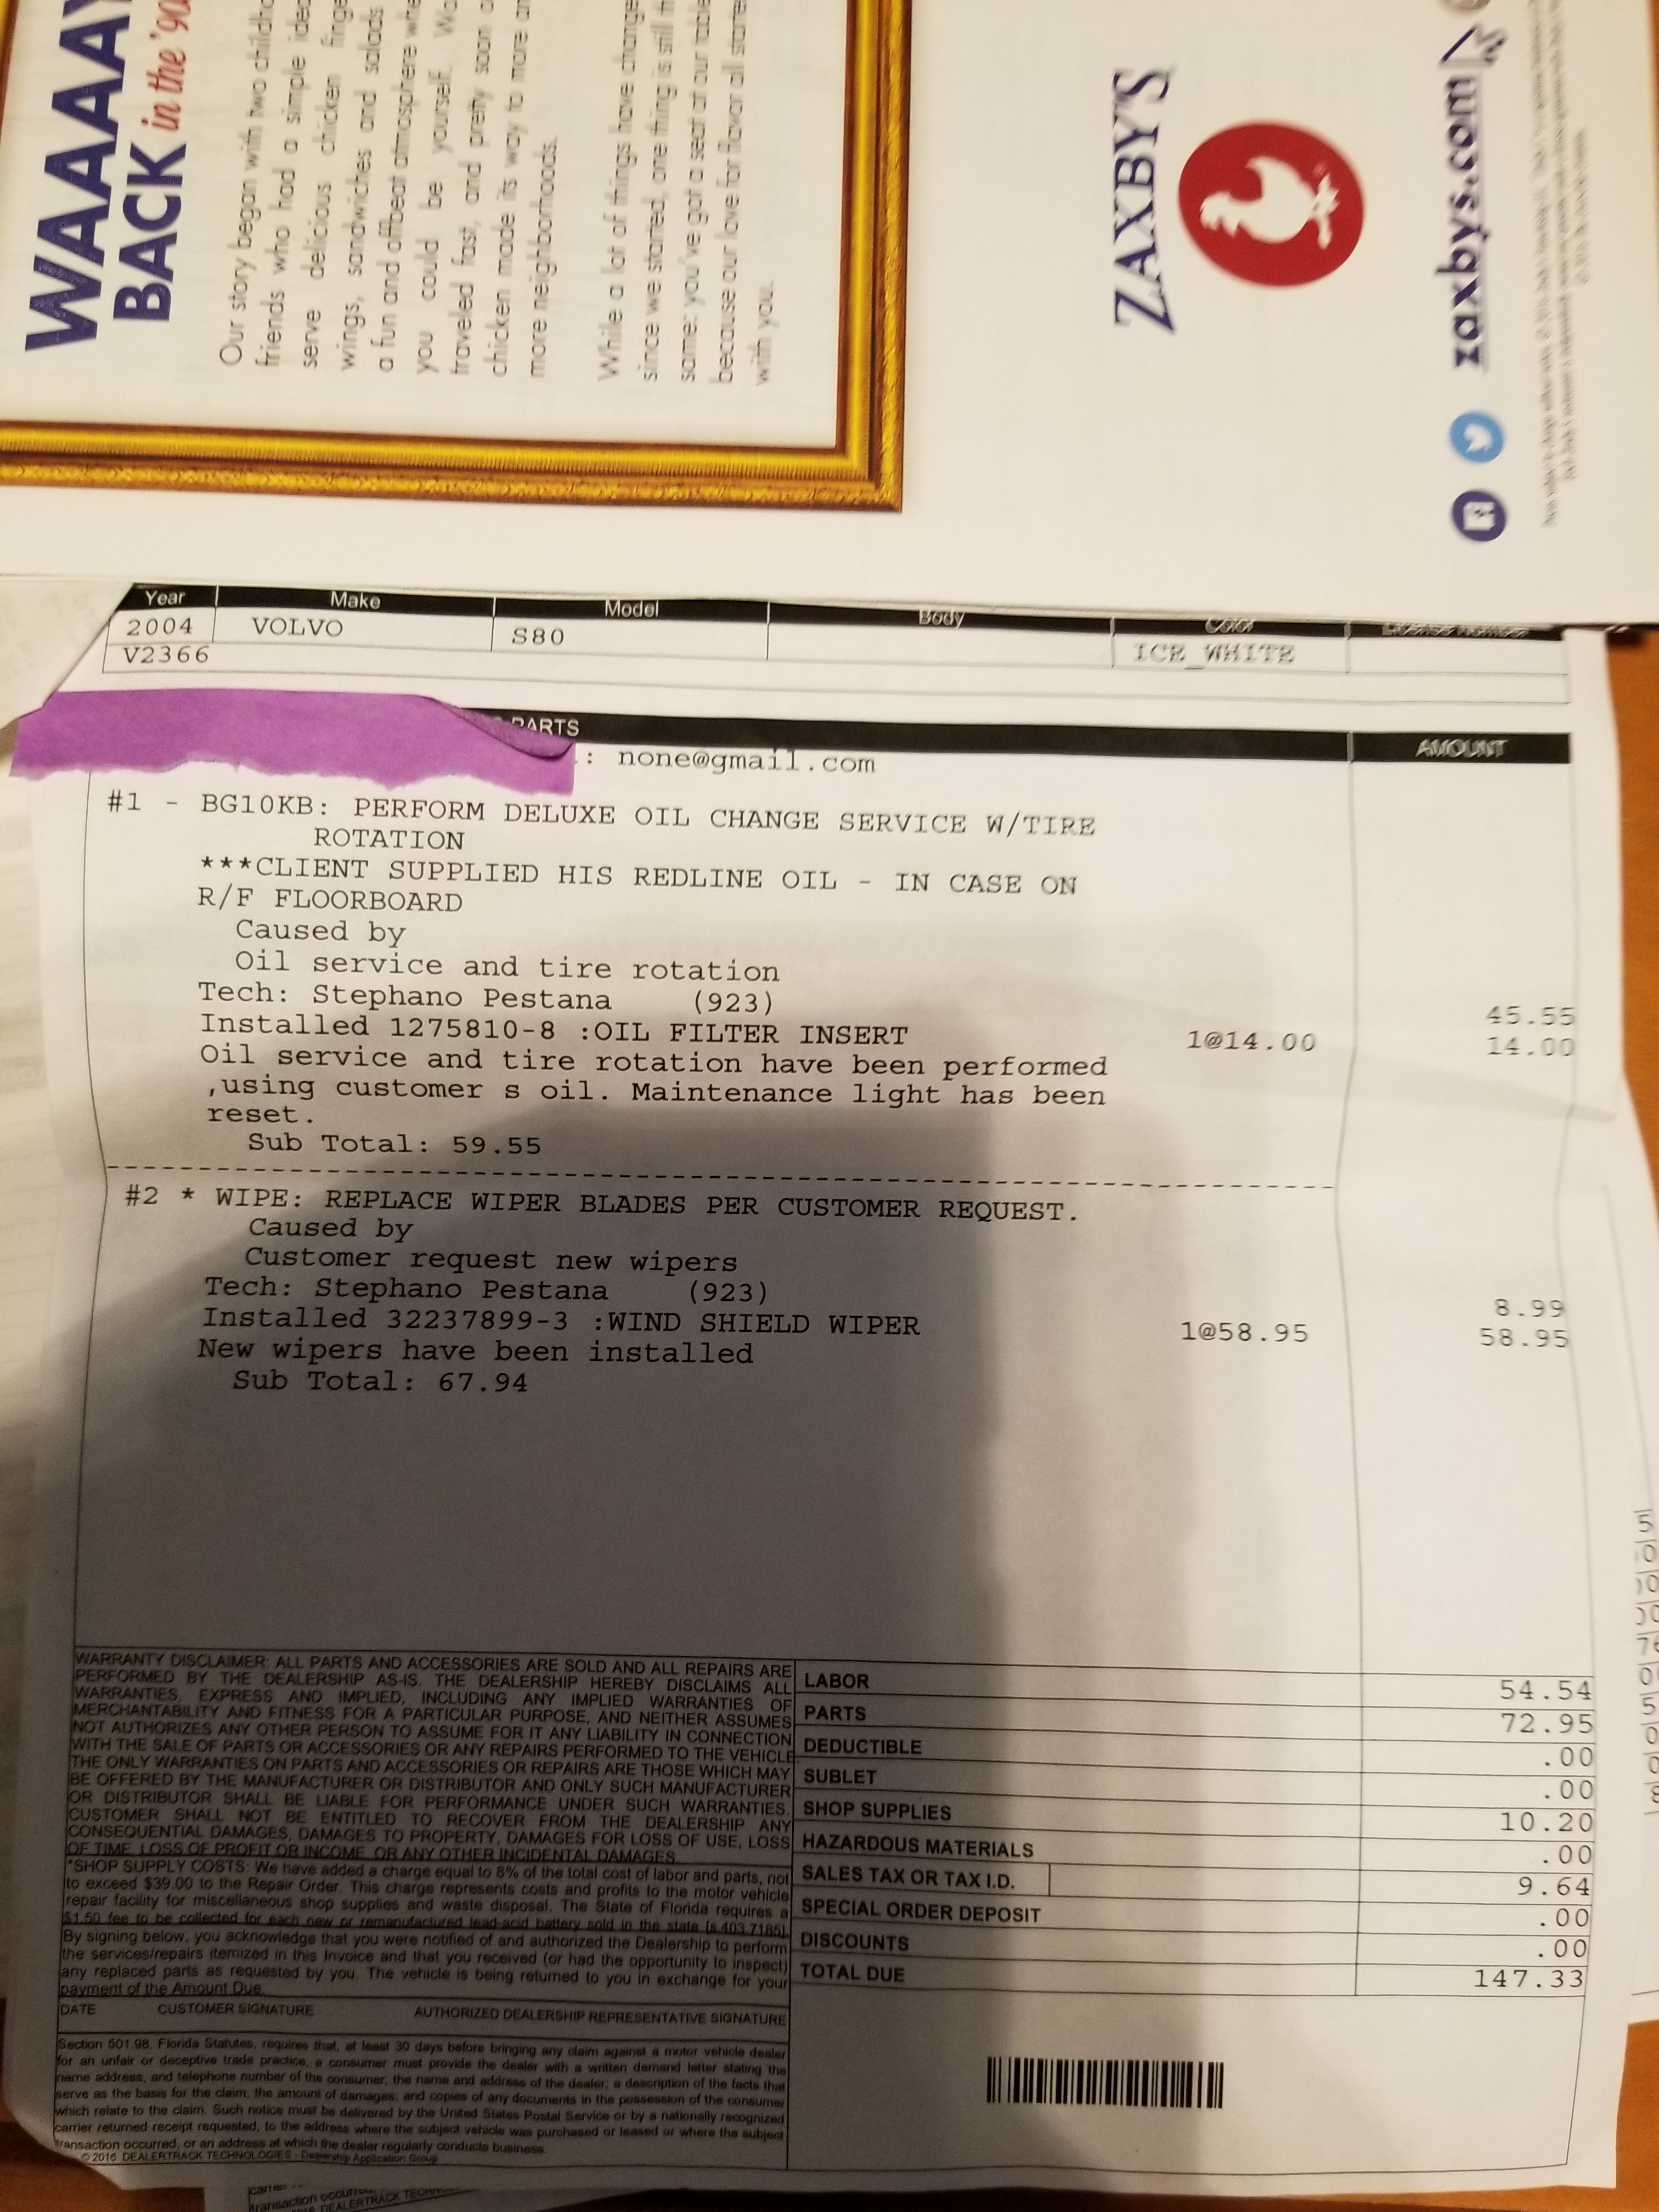 WAAAAY
BACK in the '90
Our story began with two childho
friends who had a simple idea
serve delicious chicken finge
wings, sandwiches and salads
a fun and offbeat atmosphere whe
you could be yourself. Wo
traveled fast, and pretty soon o
chicken made its way to more an
more neighborhoods.
While a lot of things have change
since we started, one thing is still th
same: you've got a seat at our table
because our love for flavor all starte
with you.
ZAXBY'S
zaxbys.com
Year Make Model Body Color License Number
2004 VOLVO S80 ICE WHITE
V2366
PARTS AMOUNT
: none@gmail.com
#1 - BG10KB: PERFORM DELUXE OIL CHANGE SERVICE W/TIRE
ROTATION
***CLIENT SUPPLIED HIS REDLINE OIL - IN CASE ON
R/F FLOORBOARD
Caused by
Oil service and tire rotation
Tech: Stephano Pestana (923) 45.55
Installed 1275810-8 :OIL FILTER INSERT 1@14.00 14.00
Oil service and tire rotation have been performed
,using customer s oil. Maintenance light has been
reset.
Sub Total: 59.55
#2 * WIPE: REPLACE WIPER BLADES PER CUSTOMER REQUEST.
Caused by
Customer request new wipers
Tech: Stephano Pestana (923) 8.99
Installed 32237899-3 :WIND SHIELD WIPER 1@58.95 58.95
New wipers have been installed
Sub Total: 67.94
WARRANTY DISCLAIMER: ALL PARTS AND ACCESSORIES ARE SOLD AND ALL REPAIRS ARE
PERFORMED BY THE DEALERSHIP AS-IS. THE DEALERSHIP HEREBY DISCLAIMS ALL
WARRANTIES, EXPRESS AND IMPLIED, INCLUDING ANY IMPLIED WARRANTIES OF
MERCHANTABILITY AND FITNESS FOR A PARTICULAR PURPOSE, AND NEITHER ASSUMES
NOT AUTHORIZES ANY OTHER PERSON TO ASSUME FOR IT ANY LIABILITY IN CONNECTION
WITH THE SALE OF PARTS OR ACCESSORIES OR ANY REPAIRS PERFORMED TO THE VEHICLE
THE ONLY WARRANTIES ON PARTS AND ACCESSORIES OR REPAIRS ARE THOSE WHICH MAY
BE OFFERED BY THE MANUFACTURER OR DISTRIBUTOR AND ONLY SUCH MANUFACTURER
OR DISTRIBUTOR SHALL BE LIABLE FOR PERFORMANCE UNDER SUCH WARRANTIES.
CUSTOMER SHALL NOT BE ENTITLED TO RECOVER FROM THE DEALERSHIP ANY
CONSEQUENTIAL DAMAGES, DAMAGES TO PROPERTY, DAMAGES FOR LOSS OF USE, LOSS
OF TIME, LOSS OF PROFIT OR INCOME, OR ANY OTHER INCIDENTAL DAMAGES.
*SHOP SUPPLY COSTS: We have added a charge equal to 8% of the total cost of labor and parts, not
to exceed $39.00 to the Repair Order. This charge represents costs and profits to the motor vehicle
repair facility for miscellaneous shop supplies and waste disposal. The State of Florida requires a
$1.50 fee to be collected for each new or remanufactured lead-acid battery sold in the state [s.403.7185].
By signing below, you acknowledge that you were notified of and authorized the Dealership to perform
the services/repairs itemized in this Invoice and that you received (or had the opportunity to inspect)
any replaced parts as requested by you. The vehicle is being returned to you in exchange for your
payment of the Amount Due.
DATE CUSTOMER SIGNATURE AUTHORIZED DEALERSHIP REPRESENTATIVE SIGNATURE
Section 501.98, Florida Statutes, requires that, at least 30 days before bringing any claim against a motor vehicle dealer
for an unfair or deceptive trade practice, a consumer must provide the dealer with a written demand letter stating the
name address, and telephone number of the consumer; the name and address of the dealer; a description of the facts that
serve as the basis for the claim; the amount of damages; and copies of any documents in the possession of the consumer
which relate to the claim. Such notice must be delivered by the United States Postal Service or by a nationally recognized
carrier returned receipt requested, to the address where the subject vehicle was purchased or leased or where the subject
transaction occurred, or an address at which the dealer regularly conducts business.
© 2016 DEALERTRACK TECHNOLOGIES - Dealership Application Group
LABOR 54.54
PARTS 72.95
DEDUCTIBLE .00
SUBLET .00
SHOP SUPPLIES 10.20
HAZARDOUS MATERIALS .00
SALES TAX OR TAX I.D. 9.64
SPECIAL ORDER DEPOSIT .00
DISCOUNTS .00
TOTAL DUE 147.33
transaction occurred
DEALERTRACK TECHN